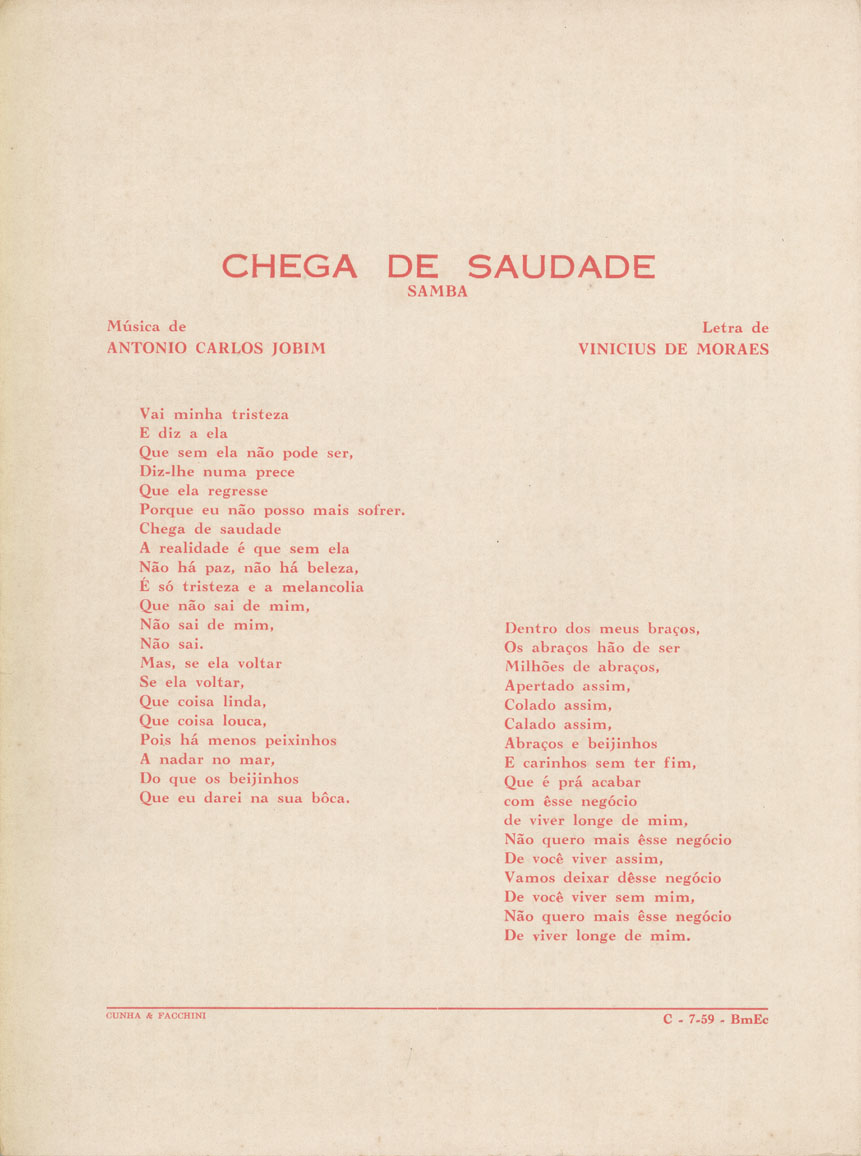 CHEGA DE SAUDADE
SAMBA
Música de
ANTONIO CARLOS JOBIM
Letra de
VINICIUS DE MORAES
Vai minha tristeza
E diz a ela
Que sem ela não pode ser,
Diz-lhe numa prece
Que ela regresse
Porque eu não posso mais sofrer.
Chega de saudade
A realidade é que sem ela
Não há paz, não há beleza,
É só tristeza e a melancolia
Que não sai de mim,
Não sai de mim,
Não sai.
Mas, se ela voltar
Se ela voltar,
Que coisa linda,
Que coisa louca,
Pois há menos peixinhos
A nadar no mar,
Do que os beijinhos
Que eu darei na sua bôca.
Dentro dos meus braços,
Os abraços hão de ser
Milhões de abraços,
Apertado assim,
Colado assim,
Calado assim,
Abraços e beijinhos
E carinhos sem ter fim,
Que é prá acabar
com êsse negócio
de viver longe de mim,
Não quero mais êsse negócio
De você viver assim,
Vamos deixar dêsse negócio
De você viver sem mim,
Não quero mais êsse negócio
De viver longe de mim.
CUNHA & FACCHINI
C - 7-59 - BmEc